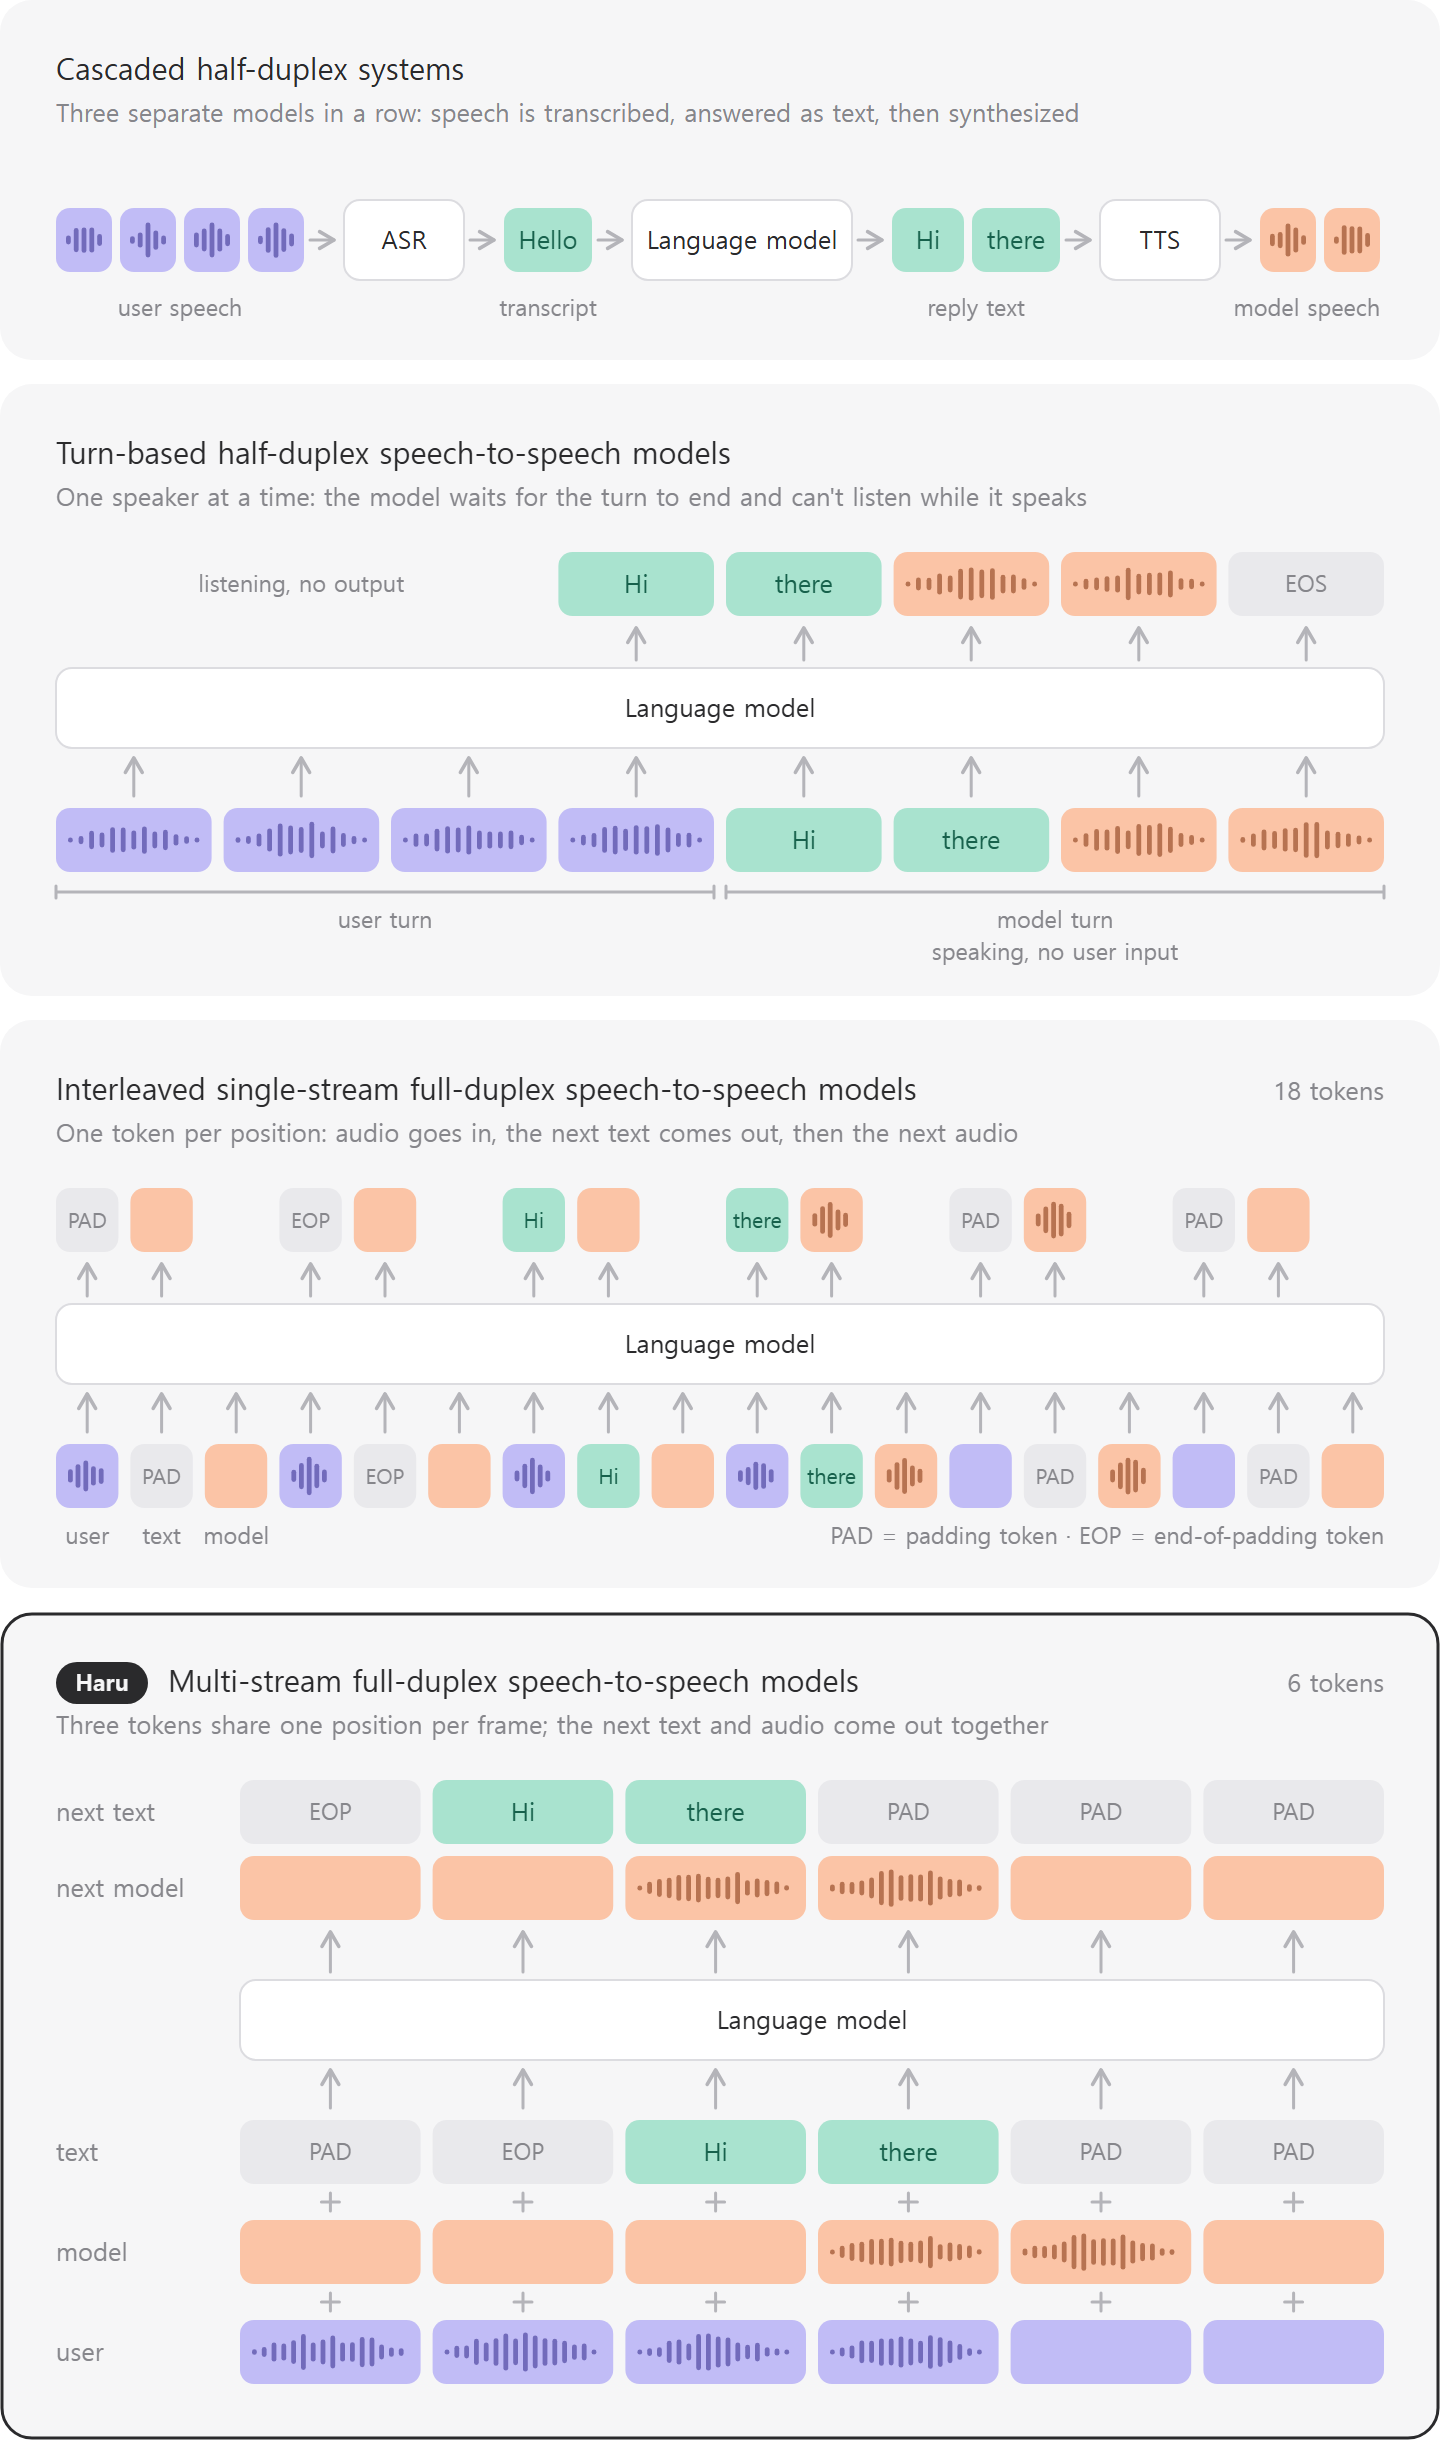 Cascaded half-duplex systems
Three separate models in a row: speech is transcribed, answered as text, then synthesized
ASR Hello Language model Hi there TTS
user speech transcript reply text model speech
Turn-based half-duplex speech-to-speech models
One speaker at a time: the model waits for the turn to end and can't listen while it speaks
listening, no output Hi there EOS
Language model
Hi there
user turn model turn
speaking, no user input
Interleaved single-stream full-duplex speech-to-speech models 18 tokens
One token per position: audio goes in, the next text comes out, then the next audio
PAD EOP Hi there PAD PAD
Language model
PAD EOP Hi there PAD PAD
user text model PAD = padding token · EOP = end-of-padding token
Haru Multi-stream full-duplex speech-to-speech models 6 tokens
Three tokens share one position per frame; the next text and audio come out together
next text EOP Hi there PAD PAD PAD
next model
Language model
text PAD EOP Hi there PAD PAD
+ + + + + +
model
+ + + + + +
user